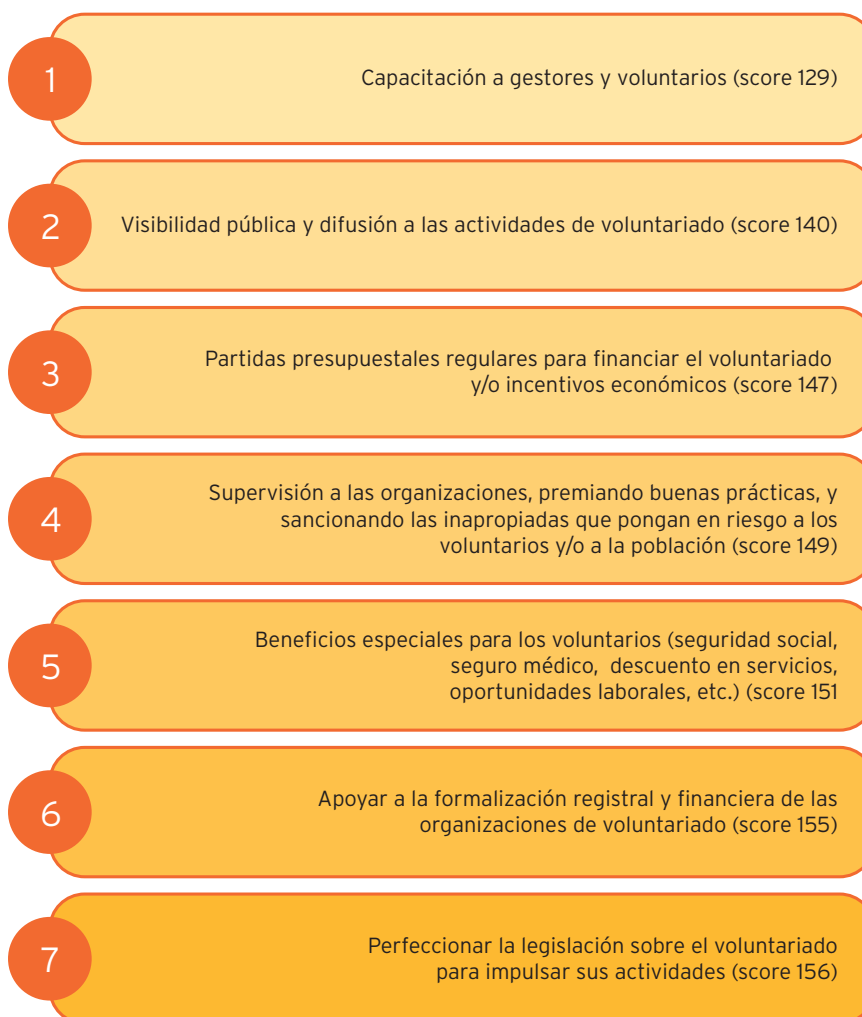 1
Capacitación a gestores y voluntarios (score 129)
2
Visibilidad pública y difusión a las actividades de voluntariado (score 140)
3
Partidas presupuestales regulares para financiar el voluntariado
y/o incentivos económicos (score 147)
4
Supervisión a las organizaciones, premiando buenas prácticas, y
sancionando las inapropiadas que pongan en riesgo a los
voluntarios y/o a la población (score 149)
5
Beneficios especiales para los voluntarios (seguridad social,
seguro médico, descuento en servicios,
oportunidades laborales, etc.) (score 151
6
Apoyar a la formalización registral y financiera de las
organizaciones de voluntariado (score 155)
7
Perfeccionar la legislación sobre el voluntariado
para impulsar sus actividades (score 156)